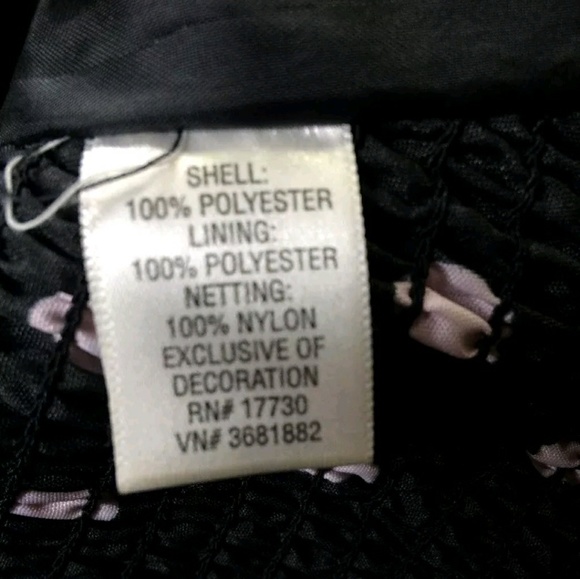 SHELL:
100% POLYESTER
LINING:
100% POLYESTER
NETTING:
100% NYLON
EXCLUSIVE OF
DECORATION
RN# 17730
VN# 3681882